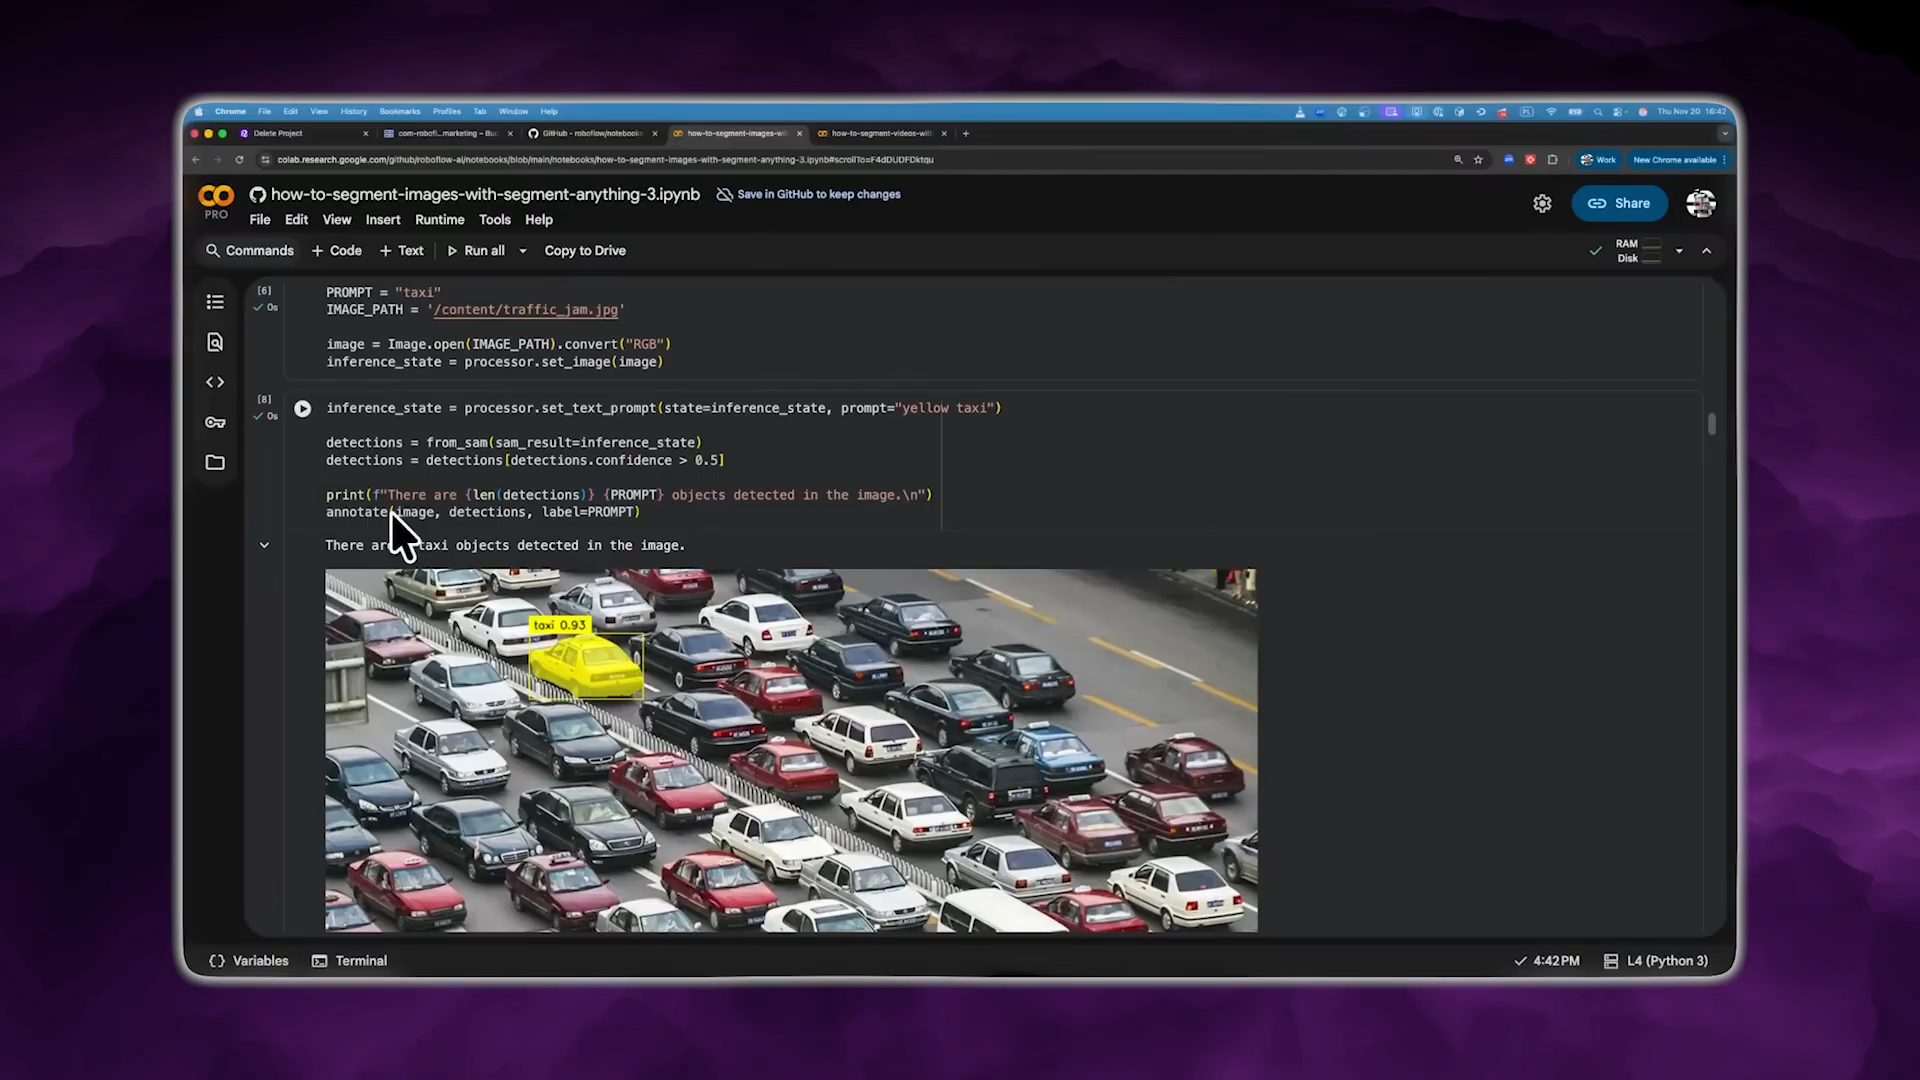 Chrome File Edit View History Bookmarks Profiles Tab Window Help Thu Nov 20 16:42
Delete Project
com-robofl...marketing – Buc
GitHub - roboflow/notebooks
how-to-segment-images-wit
how-to-segment-videos-wit
colab.research.google.com/github/roboflow-ai/notebooks/blob/main/notebooks/how-to-segment-images-with-segment-anything-3.ipynb#scrollTo=F4dDUDFDktqu
Work
New Chrome available
CO
PRO
how-to-segment-images-with-segment-anything-3.ipynb
Save in GitHub to keep changes
File Edit View Insert Runtime Tools Help
Share
Commands + Code + Text Run all Copy to Drive
RAM
Disk
[6]
0s
PROMPT = "taxi"
IMAGE_PATH = '/content/traffic_jam.jpg'
image = Image.open(IMAGE_PATH).convert("RGB")
inference_state = processor.set_image(image)
[8]
0s
inference_state = processor.set_text_prompt(state=inference_state, prompt="yellow taxi")
detections = from_sam(sam_result=inference_state)
detections = detections[detections.confidence > 0.5]
print(f"There are {len(detections)} {PROMPT} objects detected in the image.\n")
annotate(image, detections, label=PROMPT)
There are taxi objects detected in the image.
taxi 0.93
Variables Terminal
4:42 PM L4 (Python 3)